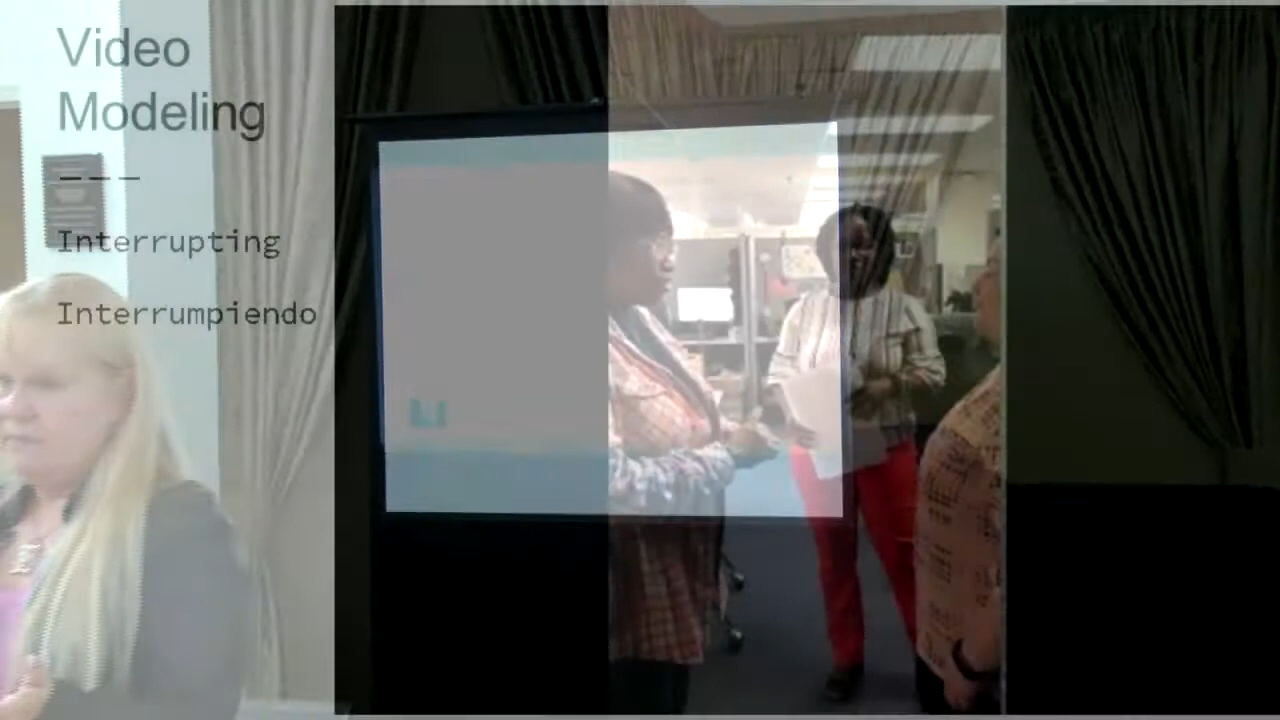 Video
Modeling
---
Interrupting
Interrumpiendo